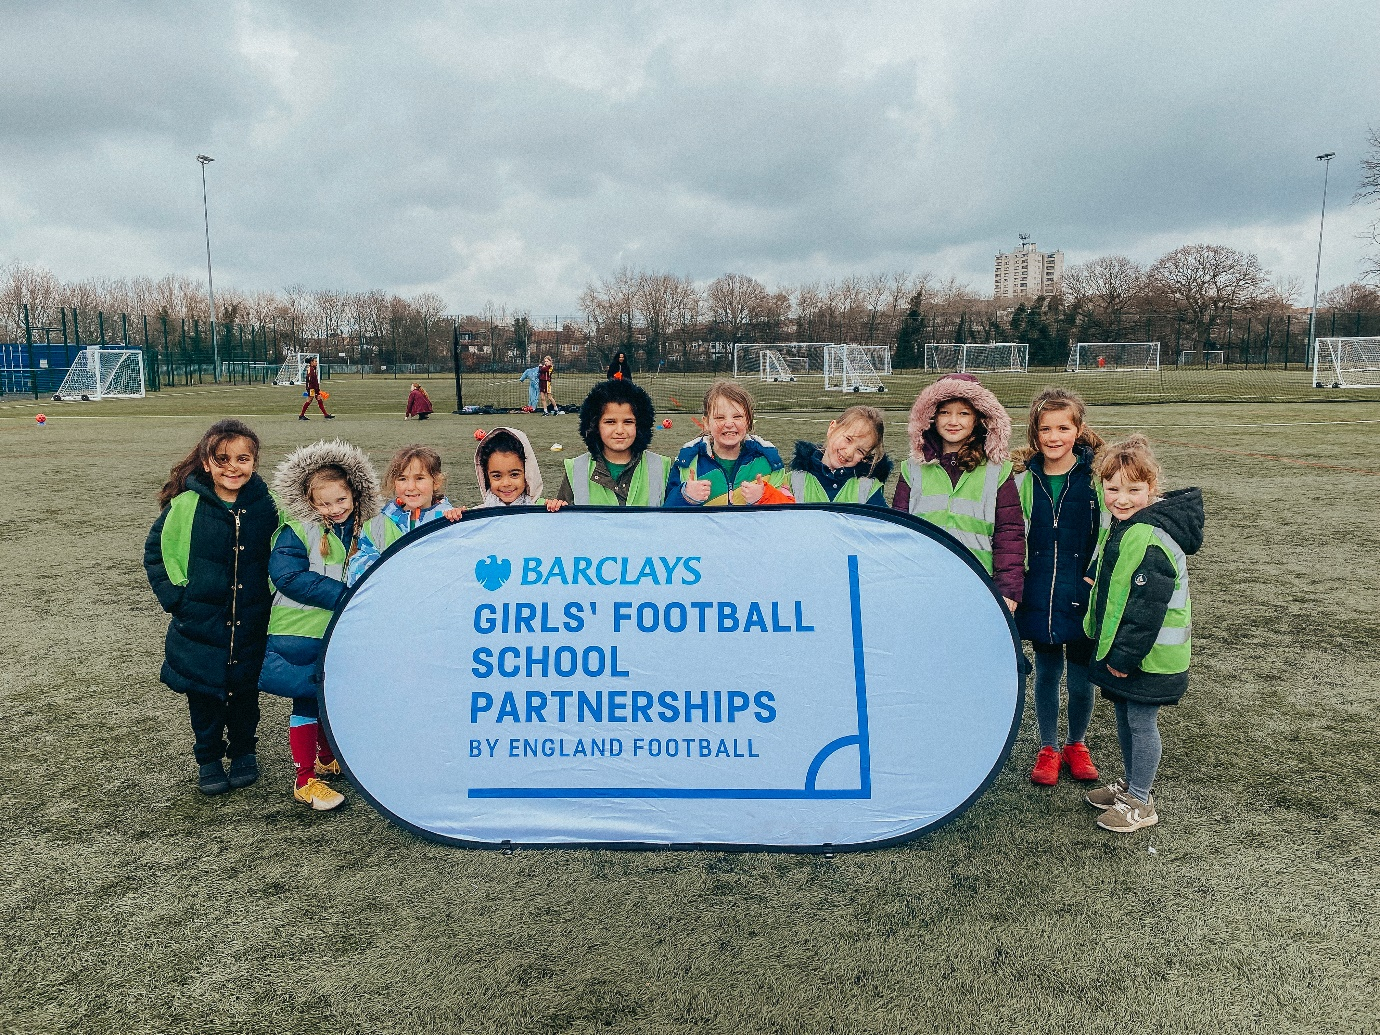 BARCLAYS
GIRLS' FOOTBALL
SCHOOL
PARTNERSHIPS
BY ENGLAND FOOTBALL